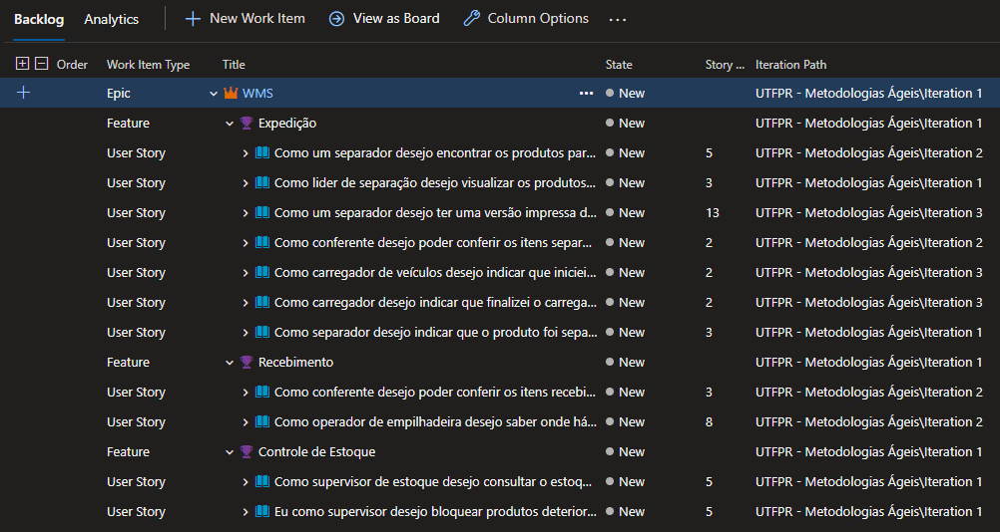 Backlog Analytics New Work Item View as Board Column Options ...
Order Work Item Type Title State Story ... Iteration Path
Epic WMS ... New UTFPR - Metodologias Ágeis\Iteration 1
Feature Expedição New UTFPR - Metodologias Ágeis\Iteration 1
User Story Como um separador desejo encontrar os produtos par... New 5 UTFPR - Metodologias Ágeis\Iteration 2
User Story Como lider de separação desejo visualizar os produtos... New 3 UTFPR - Metodologias Ágeis\Iteration 1
User Story Como um separador desejo ter uma versão impressa d... New 13 UTFPR - Metodologias Ágeis\Iteration 3
User Story Como conferente desejo poder conferir os itens separ... New 2 UTFPR - Metodologias Ágeis\Iteration 2
User Story Como carregador de veículos desejo indicar que iniciei... New 2 UTFPR - Metodologias Ágeis\Iteration 3
User Story Como carregador desejo indicar que finalizei o carrega... New 2 UTFPR - Metodologias Ágeis\Iteration 3
User Story Como separador desejo indicar que o produto foi sepa... New 3 UTFPR - Metodologias Ágeis\Iteration 1
Feature Recebimento New UTFPR - Metodologias Ágeis\Iteration 1
User Story Como conferente desejo poder conferir os itens recebi... New 3 UTFPR - Metodologias Ágeis\Iteration 2
User Story Como operador de empilhadeira desejo saber onde há... New 8 UTFPR - Metodologias Ágeis\Iteration 2
Feature Controle de Estoque New UTFPR - Metodologias Ágeis\Iteration 1
User Story Como supervisor de estoque desejo consultar o estoq... New 5 UTFPR - Metodologias Ágeis\Iteration 1
User Story Eu como supervisor desejo bloquear produtos deterior... New 5 UTFPR - Metodologias Ágeis\Iteration 1